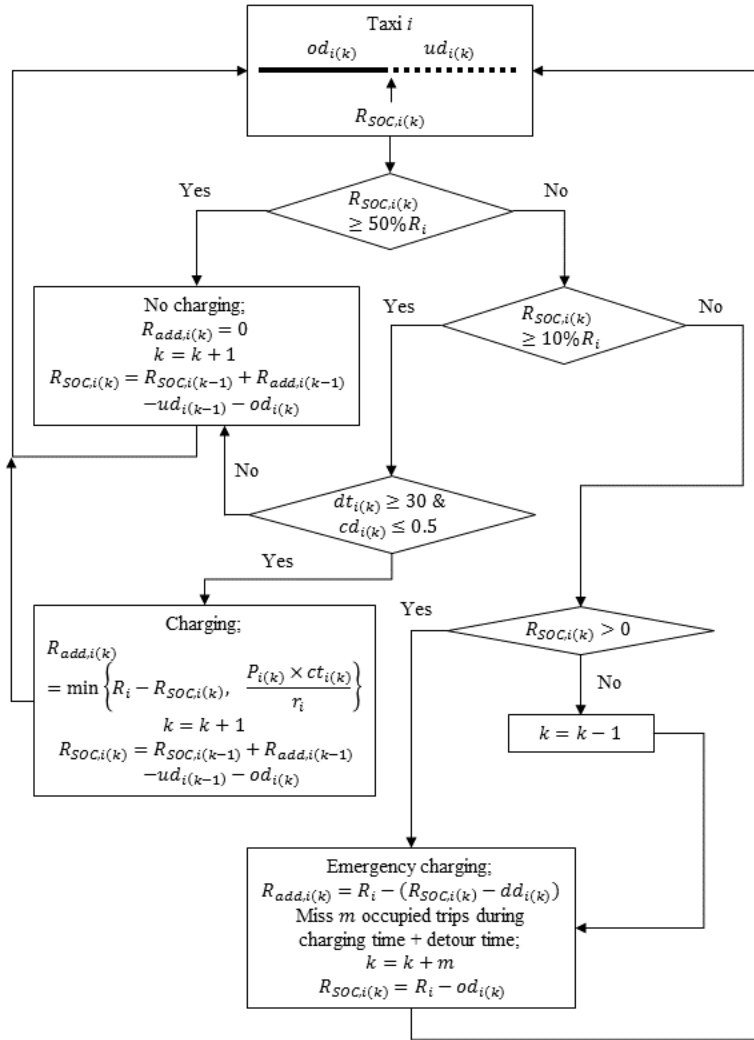 Taxi i
od_{i(k)} ud_{i(k)}
R_{SOC,i(k)}
Yes
No
R_{SOC,i(k)}
≥ 50%R_i
No charging;
R_{add,i(k)} = 0
k = k + 1
R_{SOC,i(k)} = R_{SOC,i(k−1)} + R_{add,i(k−1)}
−ud_{i(k−1)} − od_{i(k)}
Yes
No
R_{SOC,i(k)}
≥ 10%R_i
No
dt_{i(k)} ≥ 30 &
cd_{i(k)} ≤ 0.5
Yes
Charging;
R_{add,i(k)}
= min {R_i − R_{SOC,i(k)}, \frac{P_{i(k)} × ct_{i(k)}}{r_i}}
k = k + 1
R_{SOC,i(k)} = R_{SOC,i(k−1)} + R_{add,i(k−1)}
−ud_{i(k−1)} − od_{i(k)}
Yes
R_{SOC,i(k)} > 0
No
k = k − 1
Emergency charging;
R_{add,i(k)} = R_i − (R_{SOC,i(k)} − dd_{i(k)})
Miss m occupied trips during
charging time + detour time;
k = k + m
R_{SOC,i(k)} = R_i − od_{i(k)}